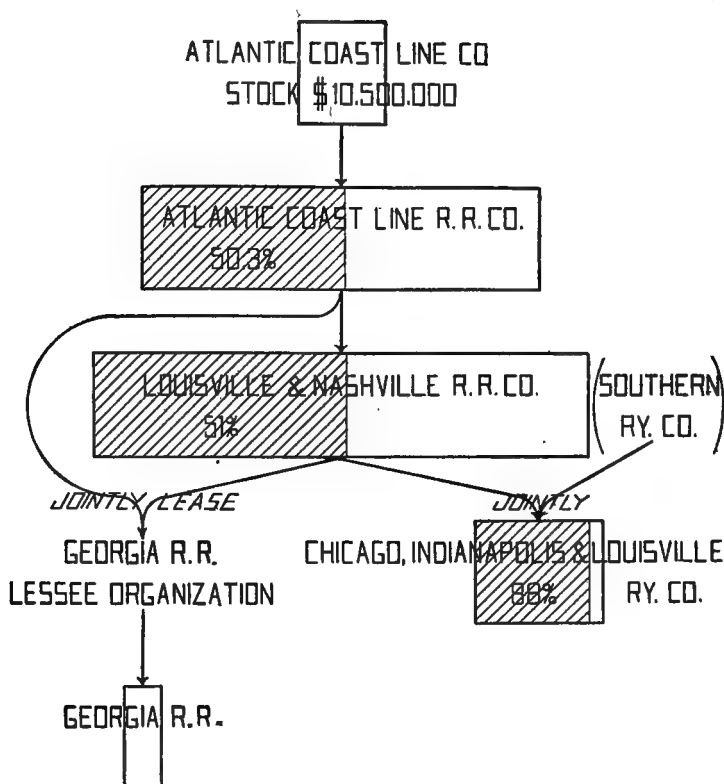 ATLANTIC COAST LINE CO
STOCK $10.500.000
ATLANTIC COAST LINE R.R.CO.
50.3%
LOUISVILLE & NASHVILLE R.R.CO.
51%
(SOUTHERN
RY. CO.)
JOINTLY LEASE
JOINTLY
GEORGIA R.R.
LESSEE ORGANIZATION
CHICAGO, INDIANAPOLIS & LOUISVILLE
88% RY. CO.
GEORGIA R.R.